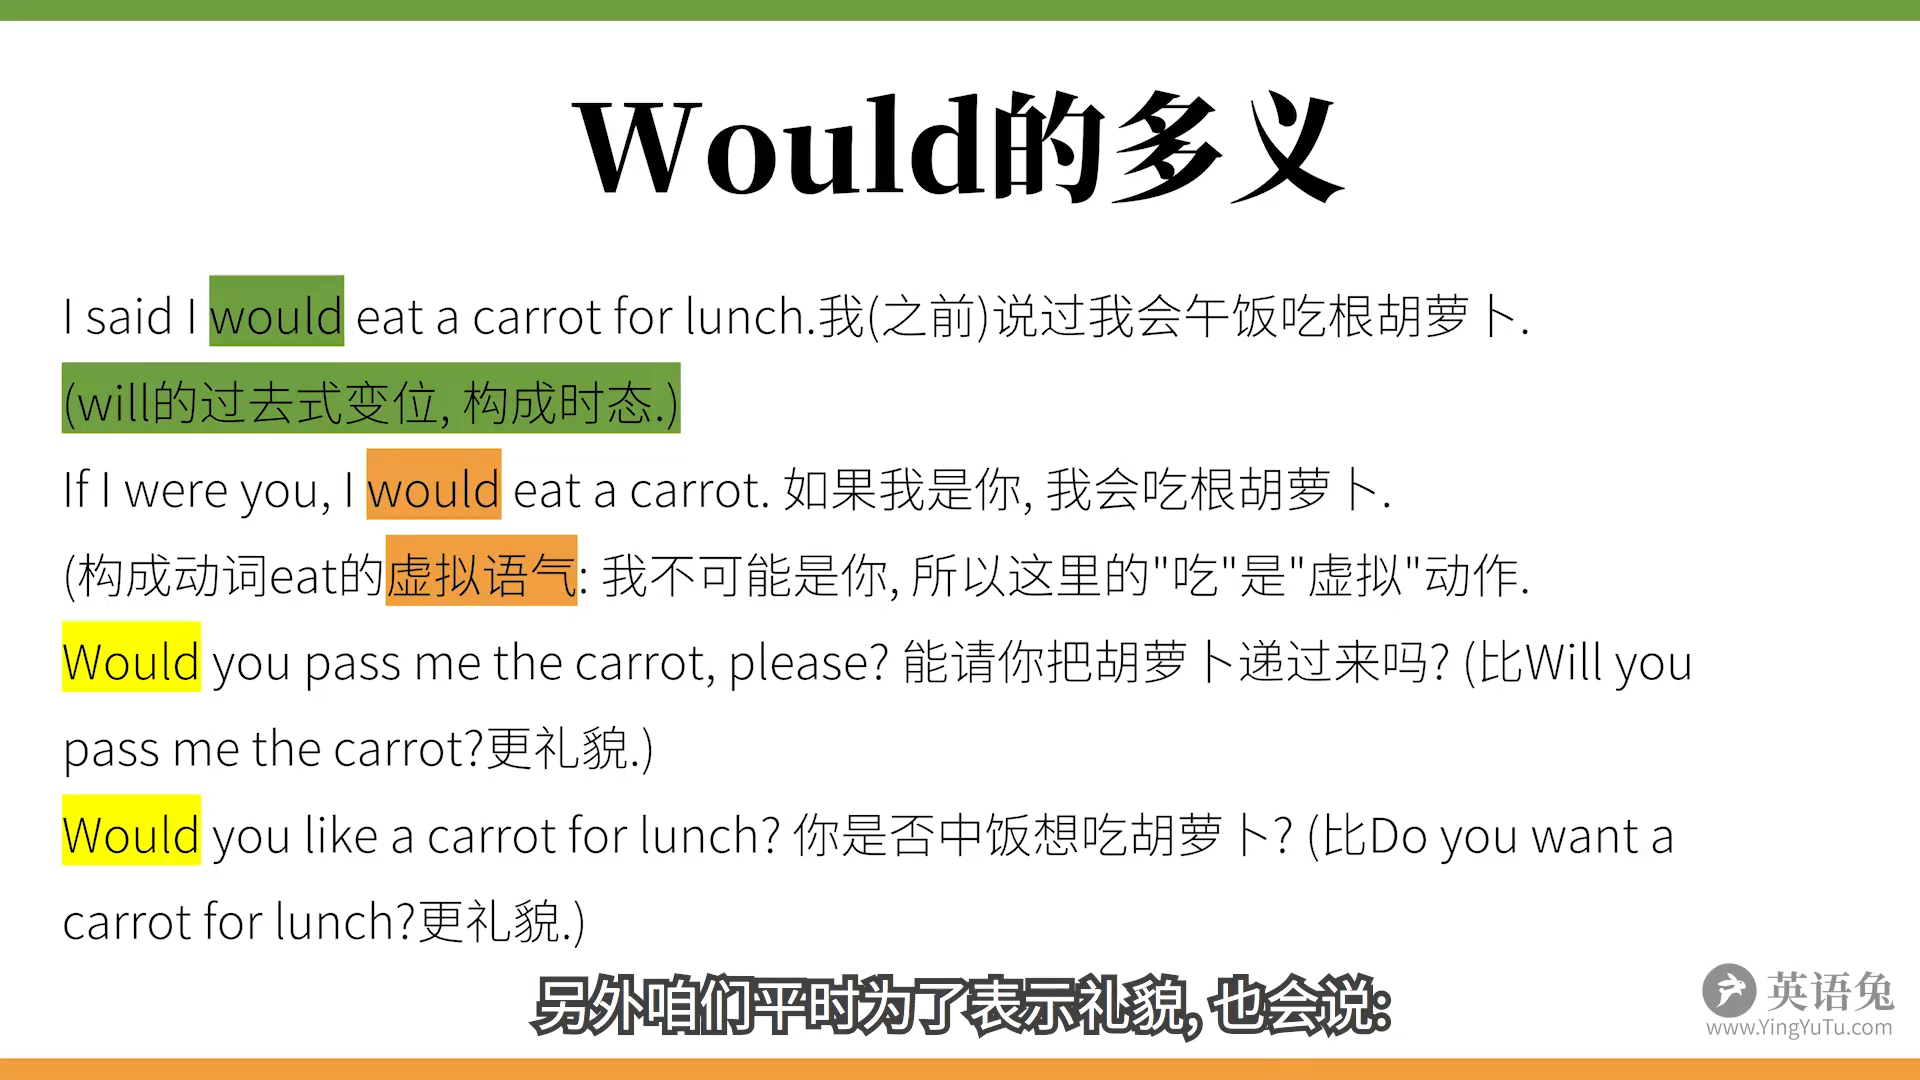 Would的多义
I said I would eat a carrot for lunch.我(之前)说过我会午饭吃根胡萝卜.
(will的过去式变位, 构成时态.)
If I were you, I would eat a carrot. 如果我是你, 我会吃根胡萝卜.
(构成动词eat的虚拟语气: 我不可能是你, 所以这里的"吃"是"虚拟"动作.
Would you pass me the carrot, please? 能请你把胡萝卜递过来吗? (比Will you
pass me the carrot?更礼貌.)
Would you like a carrot for lunch? 你是否中饭想吃胡萝卜? (比Do you want a
carrot for lunch?更礼貌.)
另外咱们平时为了表示礼貌, 也会说:
英语兔
www.YingYuTu.com